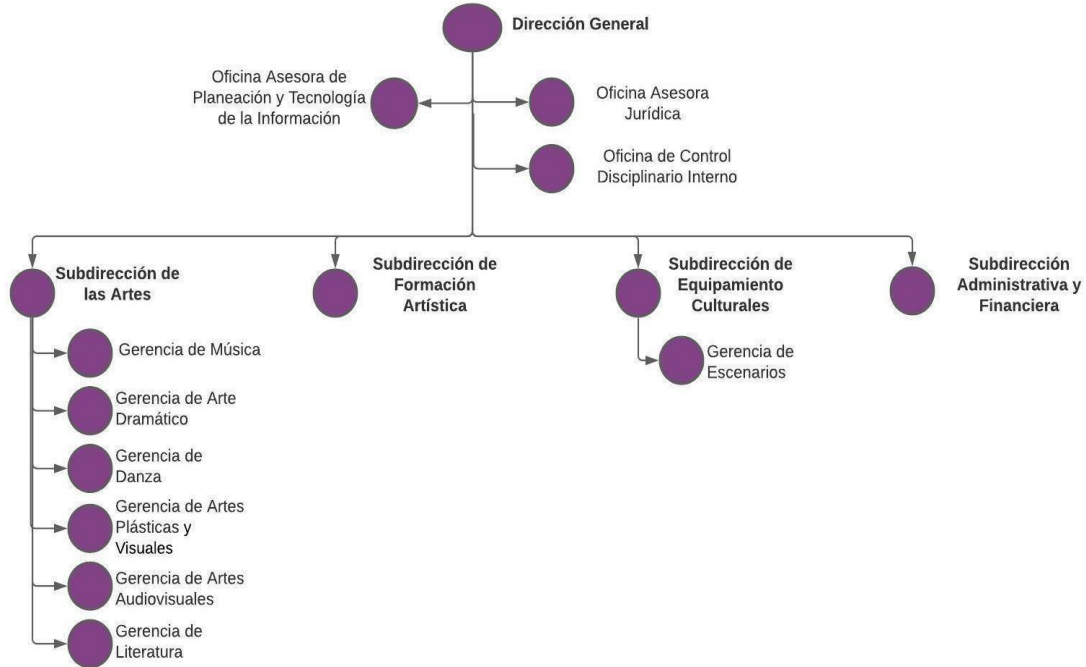 Dirección General
Oficina Asesora de
Planeación y Tecnología
de la Información
Oficina Asesora
Jurídica
Oficina de Control
Disciplinario Interno
Subdirección de
las Artes
Subdirección de
Formación
Artística
Subdirección de
Equipamiento
Culturales
Subdirección
Administrativa y
Financiera
Gerencia de Música
Gerencia de Arte
Dramático
Gerencia de
Danza
Gerencia de Artes
Plásticas y
Visuales
Gerencia de Artes
Audiovisuales
Gerencia de
Literatura
Gerencia de
Escenarios